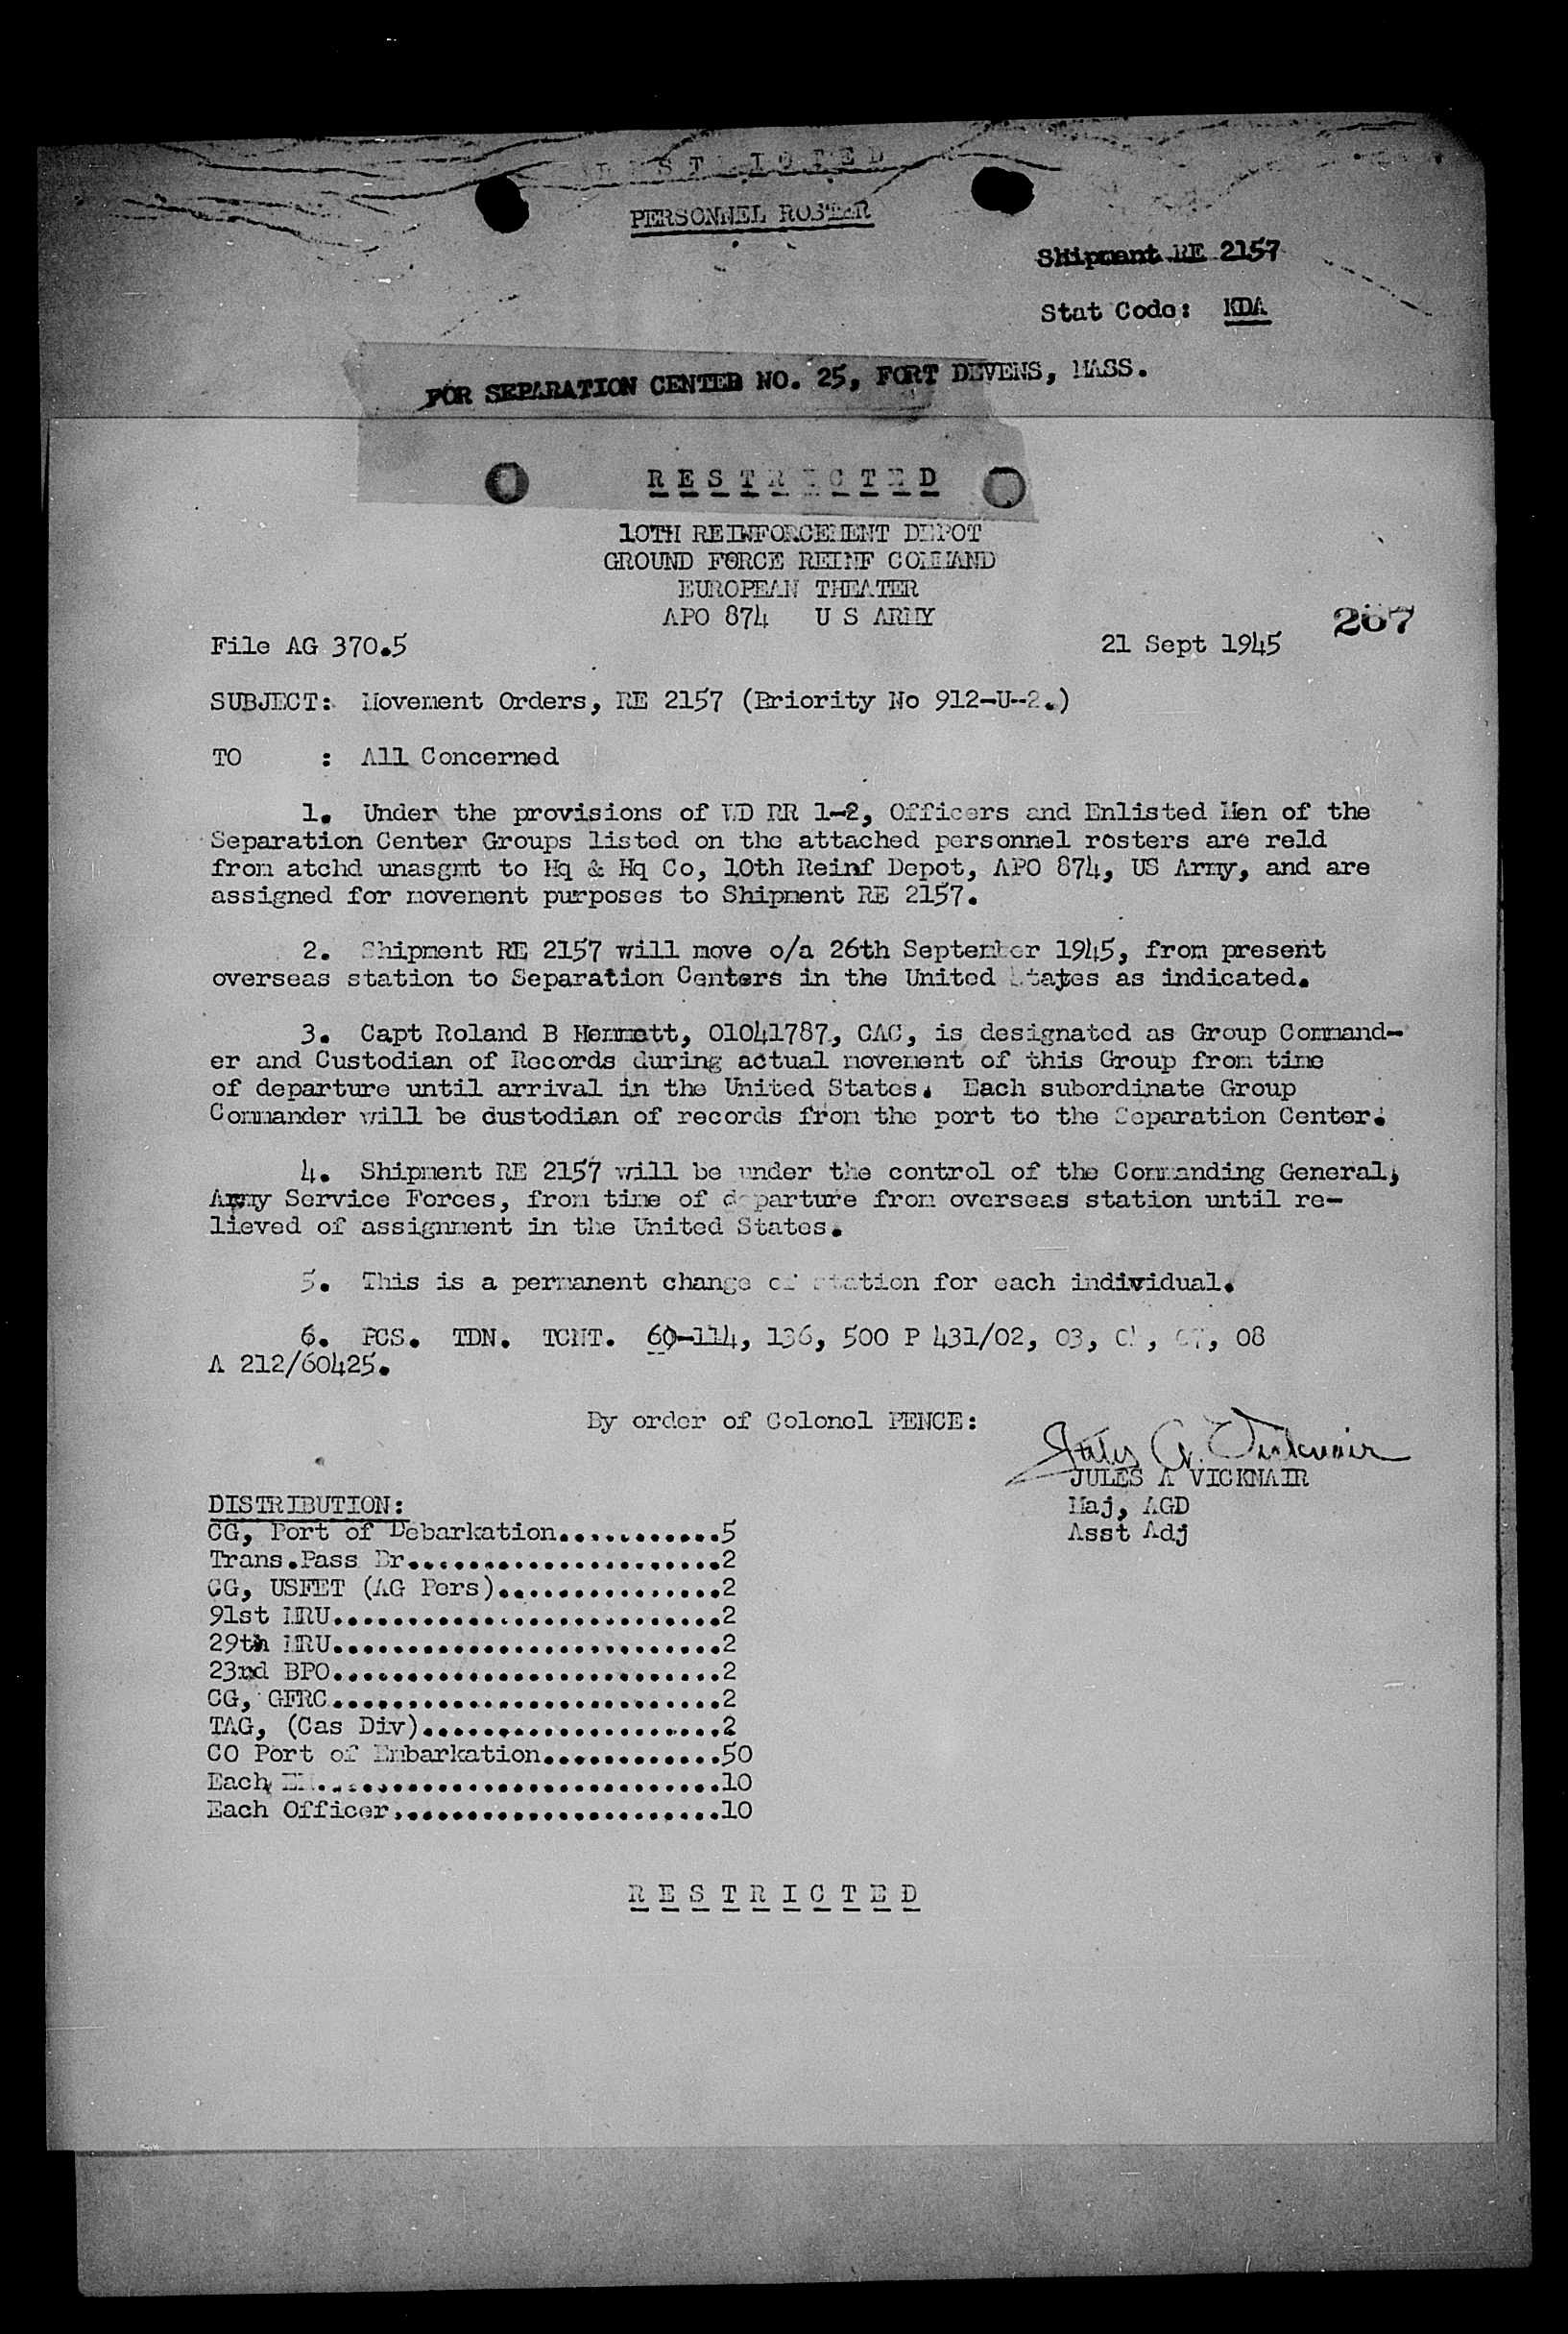 RESTRICTED
PERSONNEL ROSTER
Shipment RE 2157
Stat Code: KDA
FOR SEPARATION CENTER NO. 25, FORT DEVENS, MASS.
RESTRICTED
10TH REINFORCEMENT DEPOT
GROUND FORCE REINF COMMAND
EUROPEAN THEATER
APO 874 U S ARMY
267
File AG 370.5 21 Sept 1945
SUBJECT: Movement Orders, RE 2157 (Priority No 912-U-2.)
TO : All Concerned
1. Under the provisions of WD RR 1-2, Officers and Enlisted Men of the
Separation Center Groups listed on the attached personnel rosters are reld
from atchd unasgmt to Hq & Hq Co, 10th Reinf Depot, APO 874, US Army, and are
assigned for movement purposes to Shipment RE 2157.
2. Shipment RE 2157 will move o/a 26th September 1945, from present
overseas station to Separation Centers in the United States as indicated.
3. Capt Roland B Hemmett, 01041787, CAC, is designated as Group Command-
er and Custodian of Records during actual movement of this Group from time
of departure until arrival in the United States. Each subordinate Group
Commander will be custodian of records from the port to the Separation Center.
4. Shipment RE 2157 will be under the control of the Commanding General,
Army Service Forces, from time of departure from overseas station until re-
lieved of assignment in the United States.
5. This is a permanent change of station for each individual.
6. PCS. TDN. TCNT. 60-114, 136, 500 P 431/02, 03, 08
A 212/60425.
By order of Colonel PENCE:
Jules A. Vicknair
JULES A VICKNAIR
Maj, AGD
Asst Adj
DISTRIBUTION:
CG, Port of Debarkation...........5
Trans.Pass Br.....................2
CG, USFET (AG Pers)...............2
91st MRU..........................2
29th MRU..........................2
23rd BPO..........................2
CG, GFRC..........................2
TAG, (Cas Div)....................2
CO Port of Embarkation............50
Each EM...........................10
Each Officer......................10
RESTRICTED